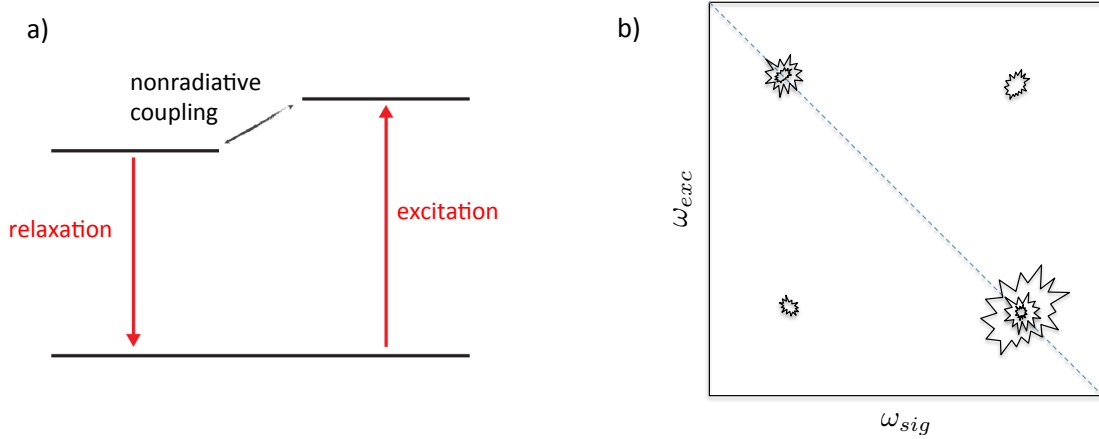 a)
nonradiative
coupling
relaxation
excitation
b)
ω_exc
ω_sig